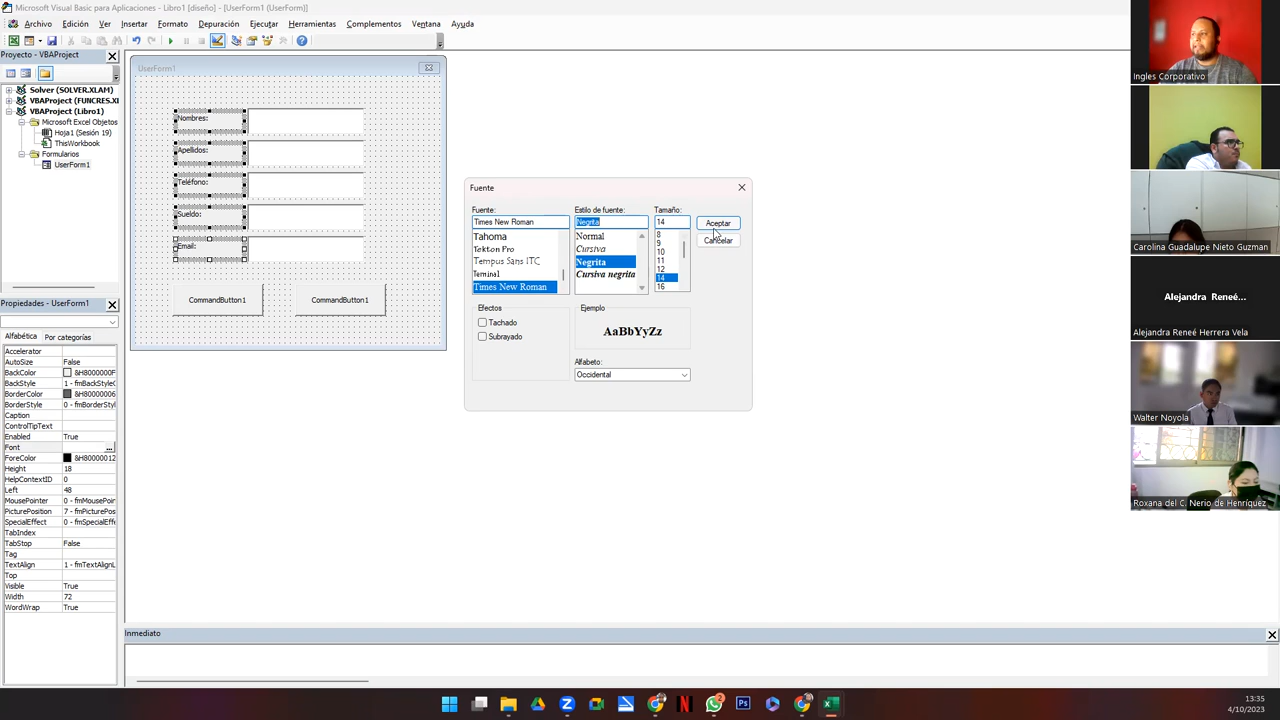 Microsoft Visual Basic para Aplicaciones - Libro1 [diseño] - [UserForm1 (UserForm)]
Archivo Edición Ver Insertar Formato Depuración Ejecutar Herramientas Complementos Ventana Ayuda
Proyecto - VBAProject
Solver (SOLVER.XLAM)
VBAProject (FUNCRES.XL
VBAProject (Libro1)
Microsoft Excel Objetos
Hoja1 (Sesión 19)
ThisWorkbook
Formularios
UserForm1
Propiedades - UserForm1
Alfabética Por categorías
Accelerator
AutoSize False
BackColor &H8000000F
BackStyle 1 - fmBackStyleO
BorderColor &H80000006
BorderStyle 0 - fmBorderStyl
Caption
ControlTipText
Enabled True
Font ...
ForeColor &H80000012
Height 18
HelpContextID 0
Left 48
MousePointer 0 - fmMousePoin
PicturePosition 7 - fmPicturePos
SpecialEffect 0 - fmSpecialEffe
TabIndex
TabStop False
Tag
TextAlign 1 - fmTextAlignL
Top
Visible True
Width 72
WordWrap True
UserForm1
Nombres:
Apellidos:
Teléfono:
Sueldo:
Email:
CommandButton1 CommandButton1
Fuente
Fuente: Estilo de fuente: Tamaño:
Times New Roman Negrita 14 Aceptar
Tahoma Normal 8 Cancelar
Tekton Pro Cursiva 9
Tempus Sans ITC Negrita 10
Terminal Cursiva negrita 11
Times New Roman 12
14
16
Efectos
Tachado
Subrayado
Ejemplo
AaBbYyZz
Alfabeto:
Occidental
Inmediato
Ingles Corporativo
Carolina Guadalupe Nieto Guzman
Alejandra Reneé...
Alejandra Reneé Herrera Vela
Walter Noyola
Roxana del C. Nerio de Henríquez
2
13:35
4/10/2023